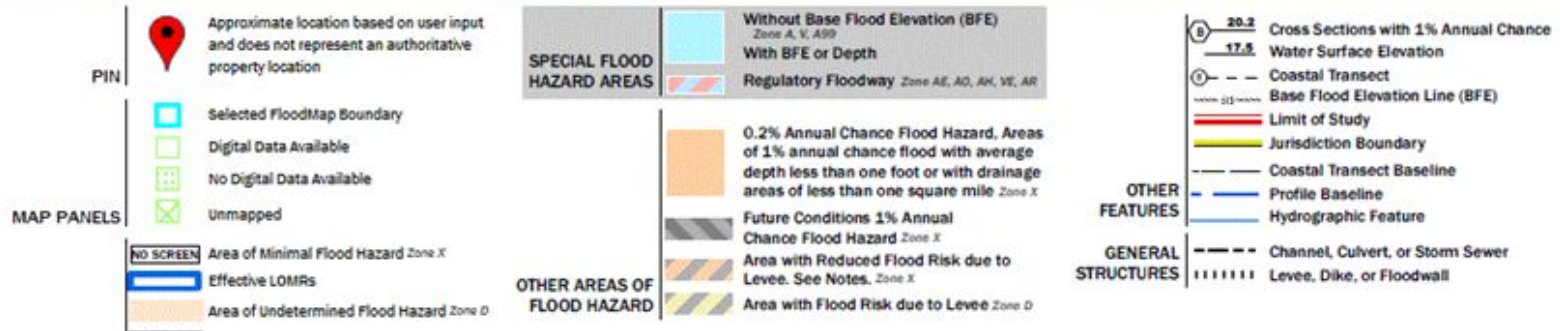 PIN
Approximate location based on user input
and does not represent an authoritative
property location
MAP PANELS
Selected FloodMap Boundary
Digital Data Available
No Digital Data Available
Unmapped
NO SCREEN Area of Minimal Flood Hazard Zone X
Effective LOMRs
Area of Undetermined Flood Hazard Zone D
SPECIAL FLOOD
HAZARD AREAS
Without Base Flood Elevation (BFE)
Zone A, V, A99
With BFE or Depth
Regulatory Floodway Zone AE, AO, AH, VE, AR
OTHER AREAS OF
FLOOD HAZARD
0.2% Annual Chance Flood Hazard, Areas
of 1% annual chance flood with average
depth less than one foot or with drainage
areas of less than one square mile Zone X
Future Conditions 1% Annual
Chance Flood Hazard Zone X
Area with Reduced Flood Risk due to
Levee. See Notes. Zone X
Area with Flood Risk due to Levee Zone D
OTHER
FEATURES
B 20.2 Cross Sections with 1% Annual Chance
17.5 Water Surface Elevation
8 Coastal Transect
513 Base Flood Elevation Line (BFE)
Limit of Study
Jurisdiction Boundary
Coastal Transect Baseline
Profile Baseline
Hydrographic Feature
GENERAL
STRUCTURES
Channel, Culvert, or Storm Sewer
Levee, Dike, or Floodwall